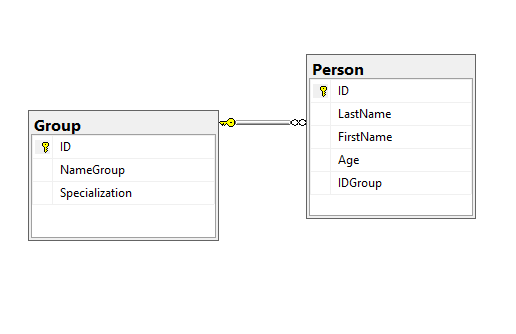 Group
ID
NameGroup
Specialization
Person
ID
LastName
FirstName
Age
IDGroup